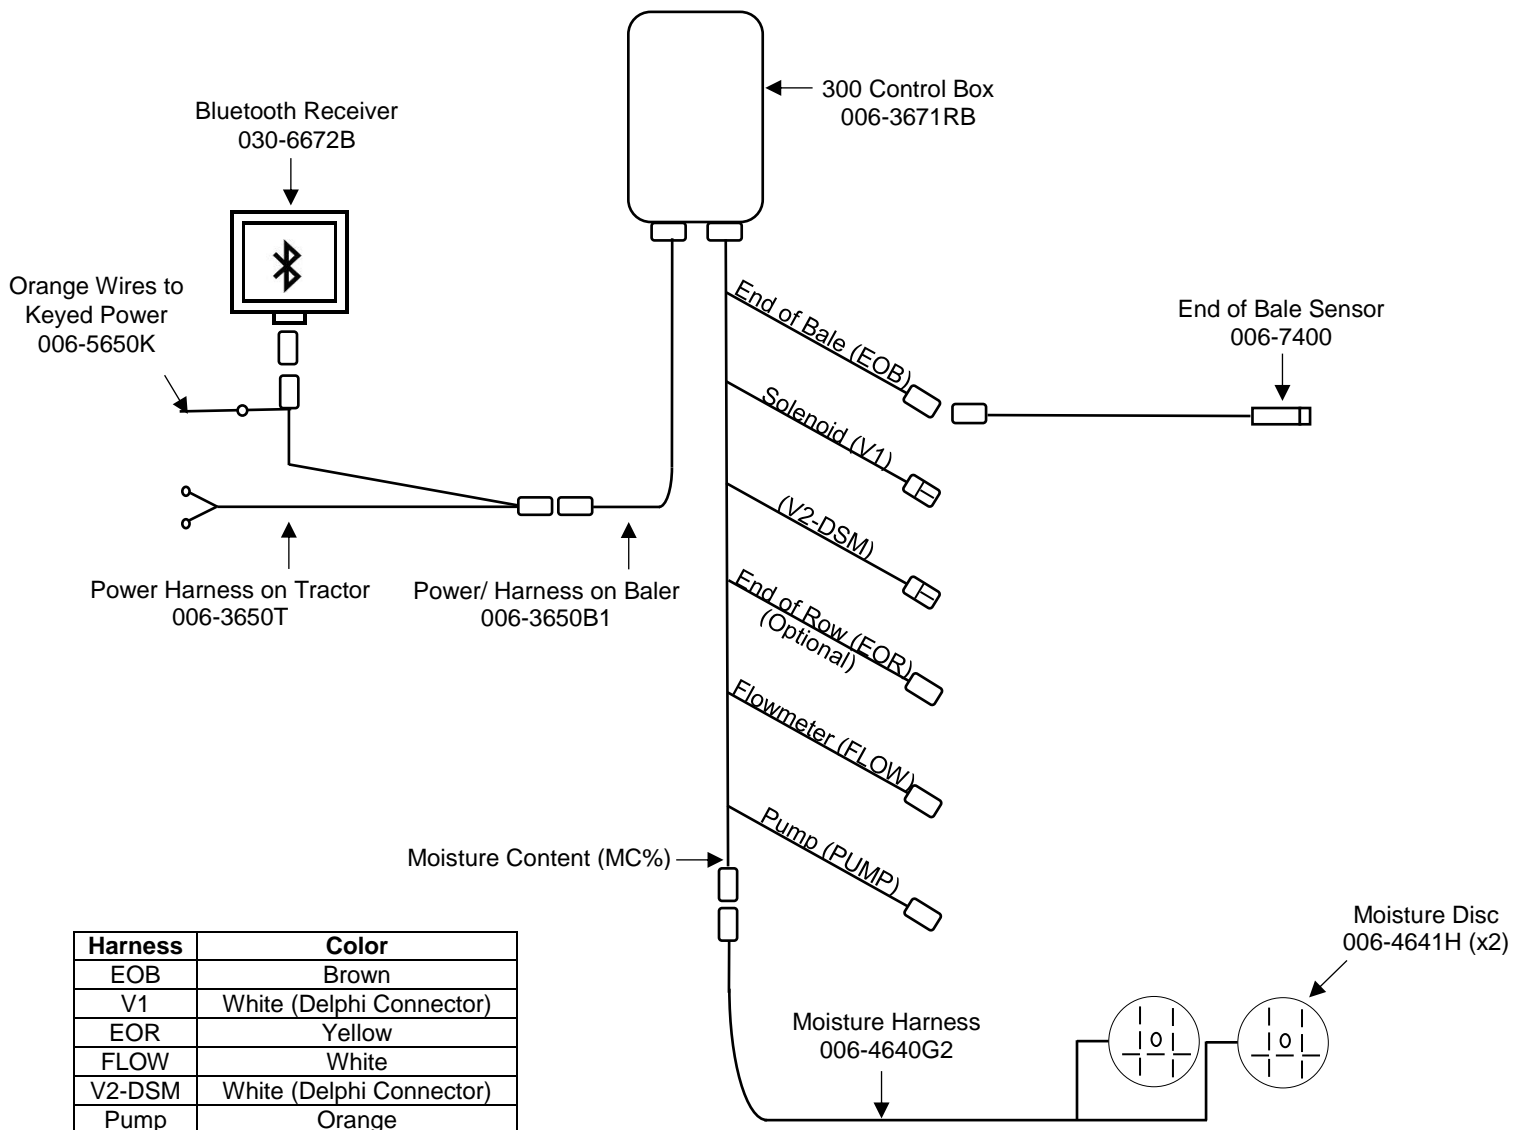 300 Control Box
006-3671RB
Bluetooth Receiver
030-6672B
Orange Wires to
Keyed Power
006-5650K
End of Bale Sensor
006-7400
End of Bale (EOB)
Solenoid (V1)
(V2-DSM)
End of Row (EOR)
(Optional)
Flowmeter (FLOW)
Pump (PUMP)
Power Harness on Tractor
006-3650T
Power/ Harness on Baler
006-3650B1
Moisture Content (MC%)
Moisture Disc
006-4641H (x2)
Moisture Harness
006-4640G2
Harness Color
EOB Brown
V1 White (Delphi Connector)
EOR Yellow
FLOW White
V2-DSM White (Delphi Connector)
Pump Orange